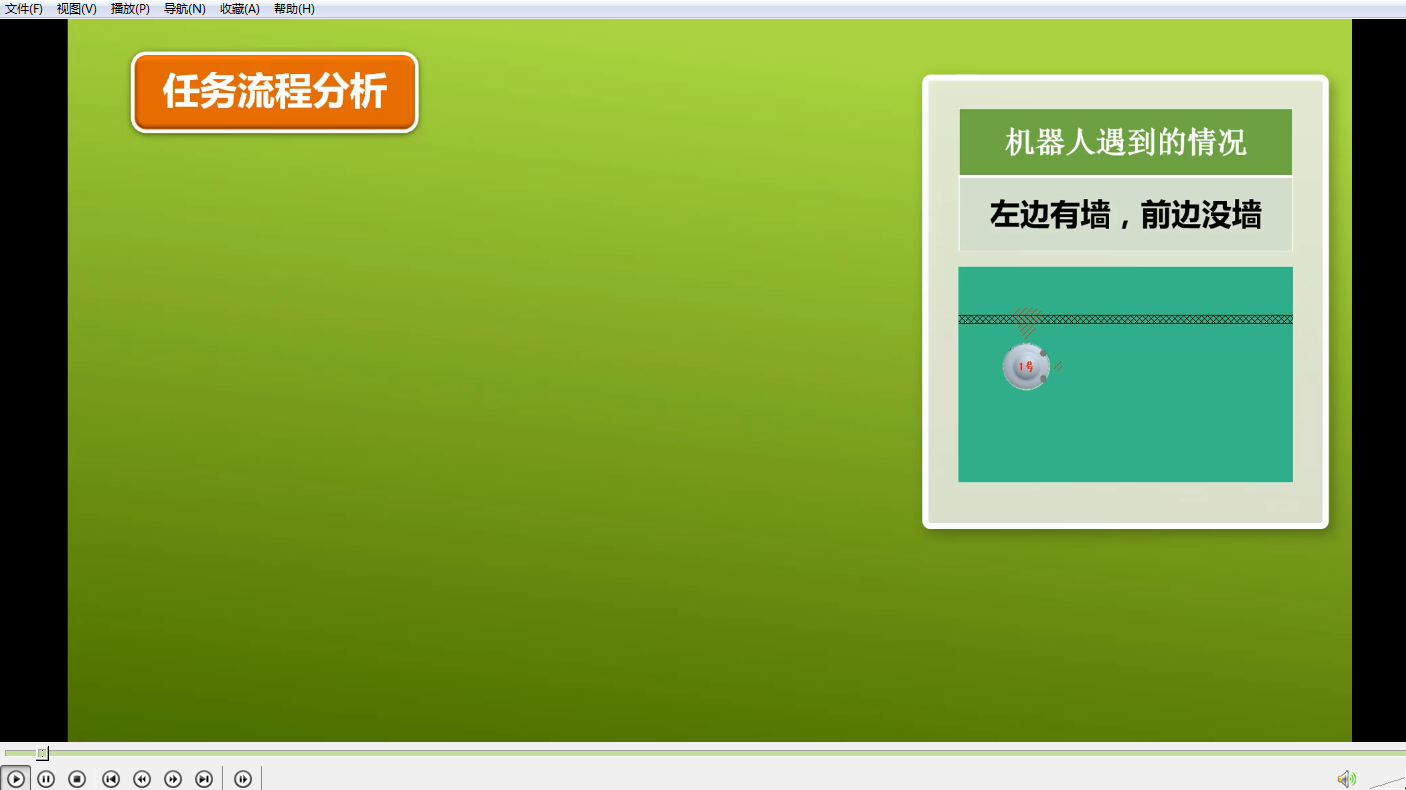 文件(F) 视图(V) 播放(P) 导航(N) 收藏(A) 帮助(H)
任务流程分析
机器人遇到的情况
左边有墙，前边没墙
1号